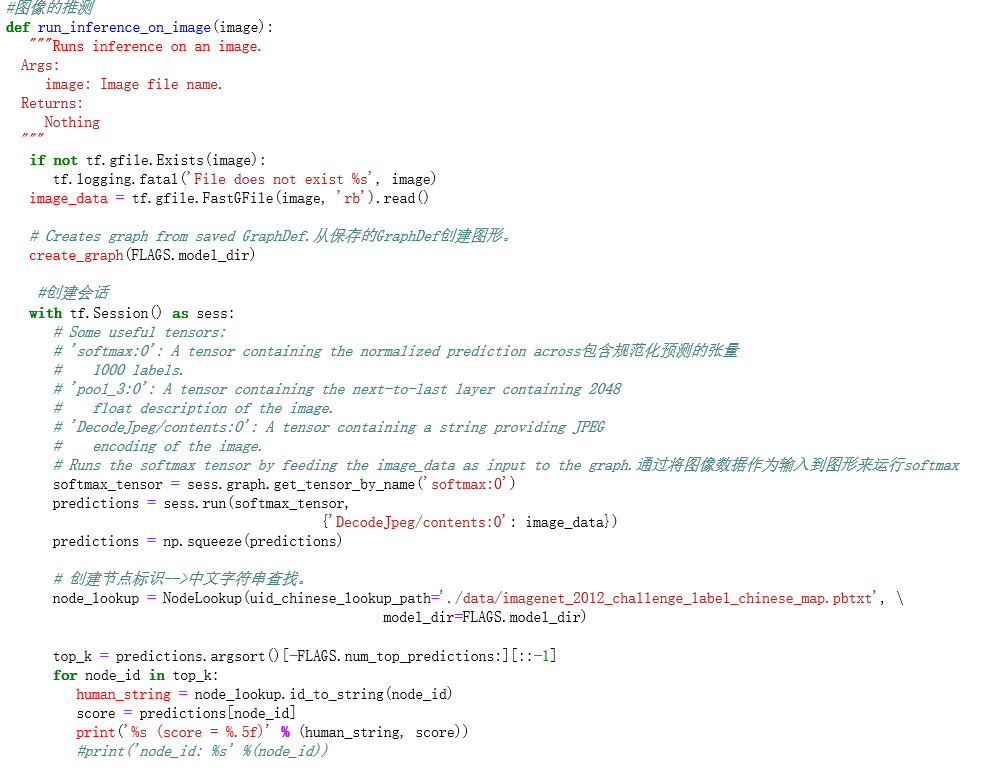 #图像的推测
def run_inference_on_image(image):
"""Runs inference on an image.
Args:
image: Image file name.
Returns:
Nothing
"""
if not tf.gfile.Exists(image):
tf.logging.fatal('File does not exist %s', image)
image_data = tf.gfile.FastGFile(image, 'rb').read()
# Creates graph from saved GraphDef.从保存的GraphDef创建图形。
create_graph(FLAGS.model_dir)
#创建会话
with tf.Session() as sess:
# Some useful tensors:
# 'softmax:0': A tensor containing the normalized prediction across包含规范化预测的张量
#   1000 labels.
# 'pool_3:0': A tensor containing the next-to-last layer containing 2048
#   float description of the image.
# 'DecodeJpeg/contents:0': A tensor containing a string providing JPEG
#   encoding of the image.
# Runs the softmax tensor by feeding the image_data as input to the graph.通过将图像数据作为输入到图形来运行softmax
softmax_tensor = sess.graph.get_tensor_by_name('softmax:0')
predictions = sess.run(softmax_tensor,
{'DecodeJpeg/contents:0': image_data})
predictions = np.squeeze(predictions)
# 创建节点标识-->中文字符串查找。
node_lookup = NodeLookup(uid_chinese_lookup_path='./data/imagenet_2012_challenge_label_chinese_map.pbtxt', \
model_dir=FLAGS.model_dir)
top_k = predictions.argsort()[-FLAGS.num_top_predictions:][::-1]
for node_id in top_k:
human_string = node_lookup.id_to_string(node_id)
score = predictions[node_id]
print('%s (score = %.5f)' % (human_string, score))
#print('node_id: %s' %(node_id))